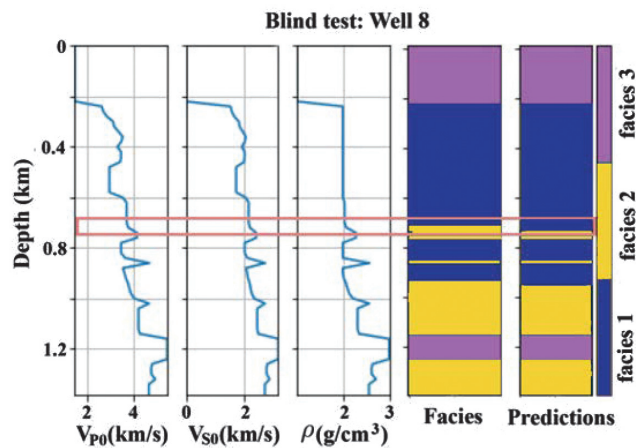 Blind test: Well 8
0
0.4
0.8
1.2
Depth (km)
2 4
V_P0(km/s)
0 2
V_S0(km/s)
2 3
ρ(g/cm³)
Facies
Predictions
facies 3
facies 2
facies 1